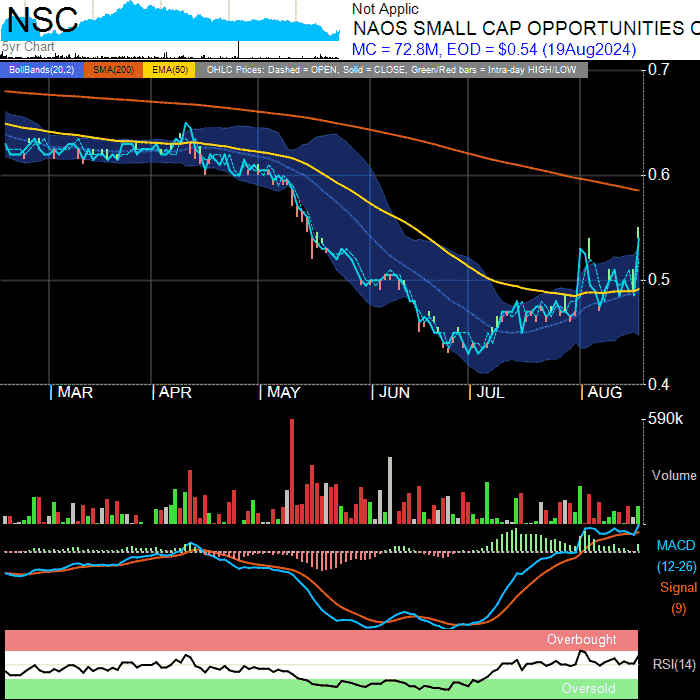 NSC
5yr Chart
Not Applic
NAOS SMALL CAP OPPORTUNITIES C
MC = 72.8M, EOD = $0.54 (19Aug2024)
BollBands(20,2) SMA(200) EMA(50) OHLC Prices: Dashed = OPEN, Solid = CLOSE, Green/Red bars = Intra-day HIGH/LOW
0.7
0.6
0.5
0.4
MAR APR MAY JUN JUL AUG
590k
Volume
MACD
(12-26)
Signal
(9)
Overbought
RSI(14)
Oversold